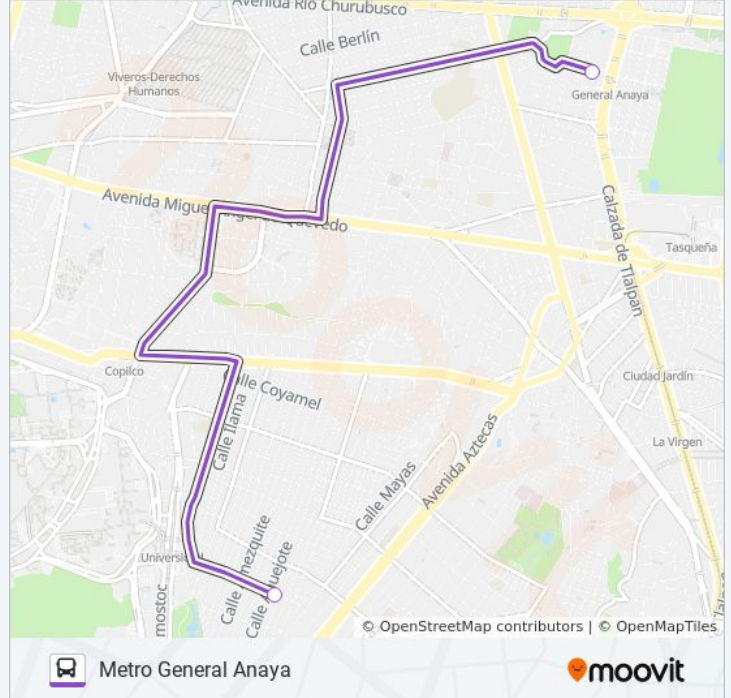 Avenida Río Churubusco
Calle Berlín
Viveros-Derechos
Humanos
General Anaya
Avenida Miguel Ángel de Quevedo
Calzada de Tlalpan
Tasqueña
Copilco
Calle Coyamel
Ciudad Jardín
Calle Ilama
La Virgen
Avenida Aztecas
Calle Mayas
Calle
Calle
© OpenStreetMap contributors | © OpenMapTiles
Metro General Anaya
moovit